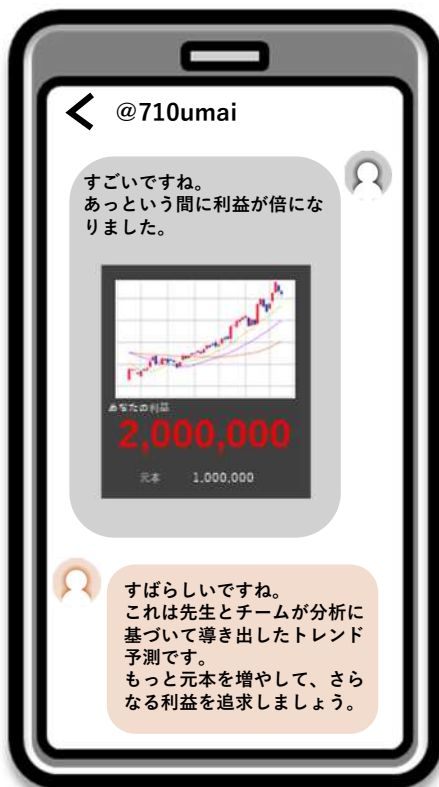 @710umai
すごいですね。
あっという間に利益が倍にな
りました。
あなたの利益
2,000,000
元本 1,000,000
すばらしいですね。
これは先生とチームが分析に
基づいて導き出したトレンド
予測です。
もっと元本を増やして、さら
なる利益を追求しましょう。